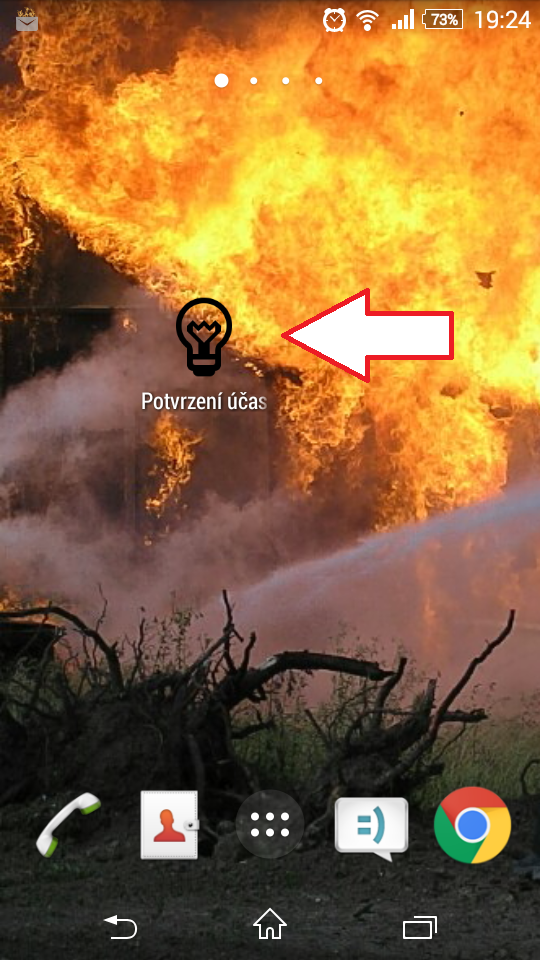 73% 19:24
Potvrzení účas
=)